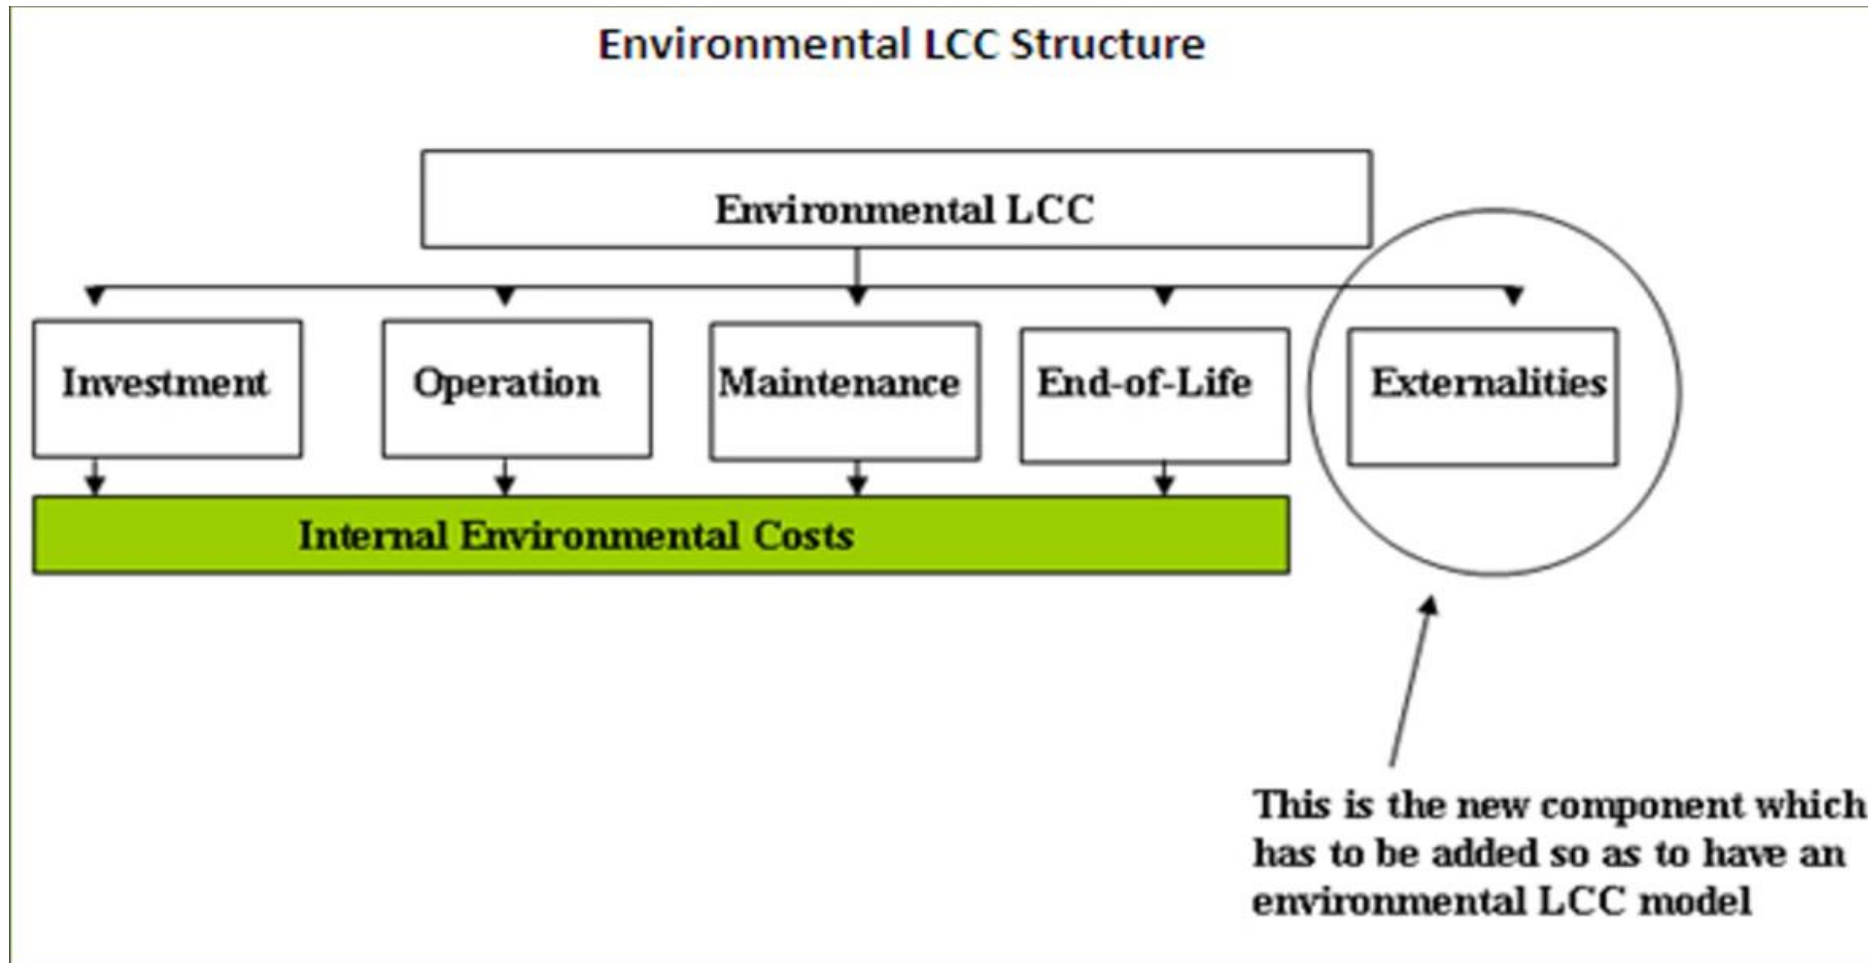 Environmental LCC Structure
Environmental LCC
Investment
Operation
Maintenance
End-of-Life
Externalities
Internal Environmental Costs
This is the new component which
has to be added so as to have an
environmental LCC model